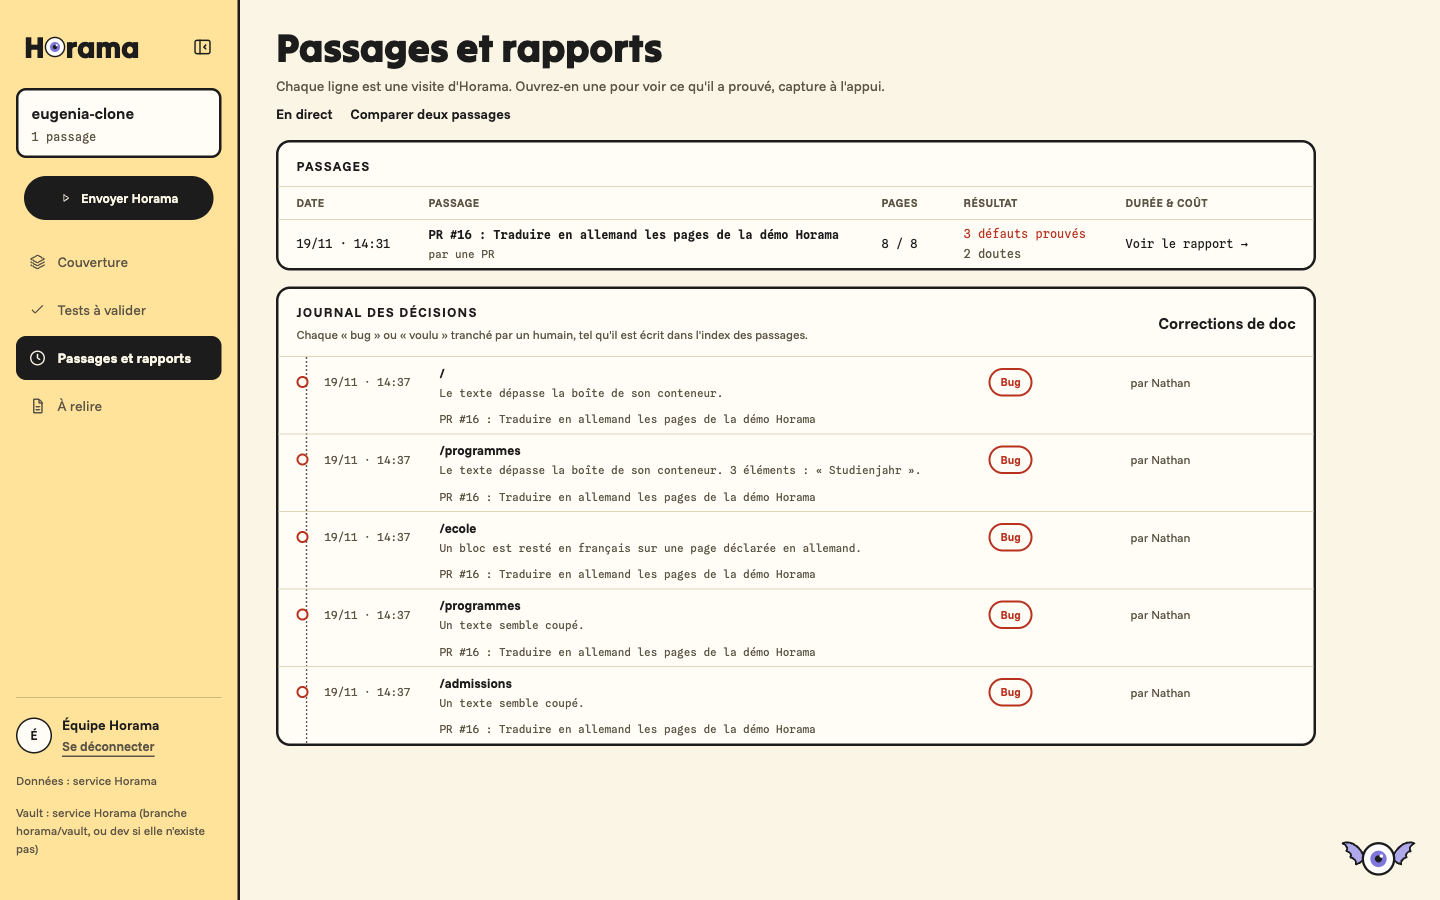 Horama
eugenia-clone
1 passage
Envoyer Horama
Couverture
Tests à valider
Passages et rapports
À relire
É
Équipe Horama
Se déconnecter
Données : service Horama
Vault : service Horama (branche
horama/vault, ou dev si elle n'existe
pas)
Passages et rapports
Chaque ligne est une visite d'Horama. Ouvrez-en une pour voir ce qu'il a prouvé, capture à l'appui.
En direct Comparer deux passages
PASSAGES
DATE PASSAGE PAGES RÉSULTAT DURÉE & COÛT
19/11 · 14:31 PR #16 : Traduire en allemand les pages de la démo Horama 8 / 8 3 défauts prouvés Voir le rapport →
par une PR 2 doutes
JOURNAL DES DÉCISIONS
Chaque « bug » ou « voulu » tranché par un humain, tel qu'il est écrit dans l'index des passages.
Corrections de doc
/
19/11 · 14:37 Bug par Nathan
Le texte dépasse la boîte de son conteneur.
PR #16 : Traduire en allemand les pages de la démo Horama
/programmes
19/11 · 14:37 Bug par Nathan
Le texte dépasse la boîte de son conteneur. 3 éléments : « Studienjahr ».
PR #16 : Traduire en allemand les pages de la démo Horama
/ecole
19/11 · 14:37 Bug par Nathan
Un bloc est resté en français sur une page déclarée en allemand.
PR #16 : Traduire en allemand les pages de la démo Horama
/programmes
19/11 · 14:37 Bug par Nathan
Un texte semble coupé.
PR #16 : Traduire en allemand les pages de la démo Horama
/admissions
19/11 · 14:37 Bug par Nathan
Un texte semble coupé.
PR #16 : Traduire en allemand les pages de la démo Horama